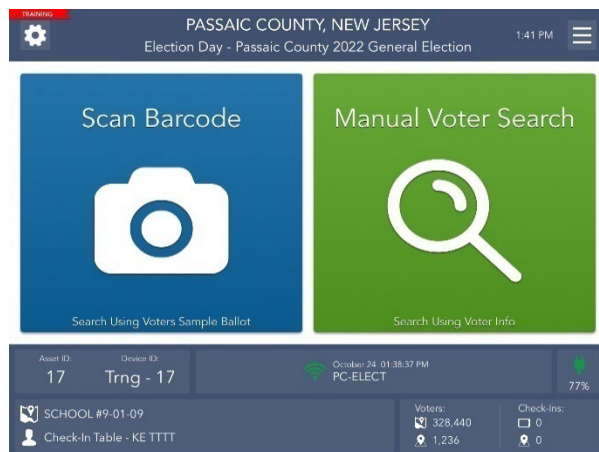 TRAINING
PASSAIC COUNTY, NEW JERSEY
Election Day - Passaic County 2022 General Election
1:41 PM
Scan Barcode
Search Using Voters Sample Ballot
Manual Voter Search
Search Using Voter Info
Asset ID:
17
Device ID:
Trng - 17
October 24 01:38:37 PM
PC-ELECT
77%
SCHOOL #9-01-09
Check-In Table - KE TTTT
Voters:
328,440
1,236
Check-Ins:
0
0